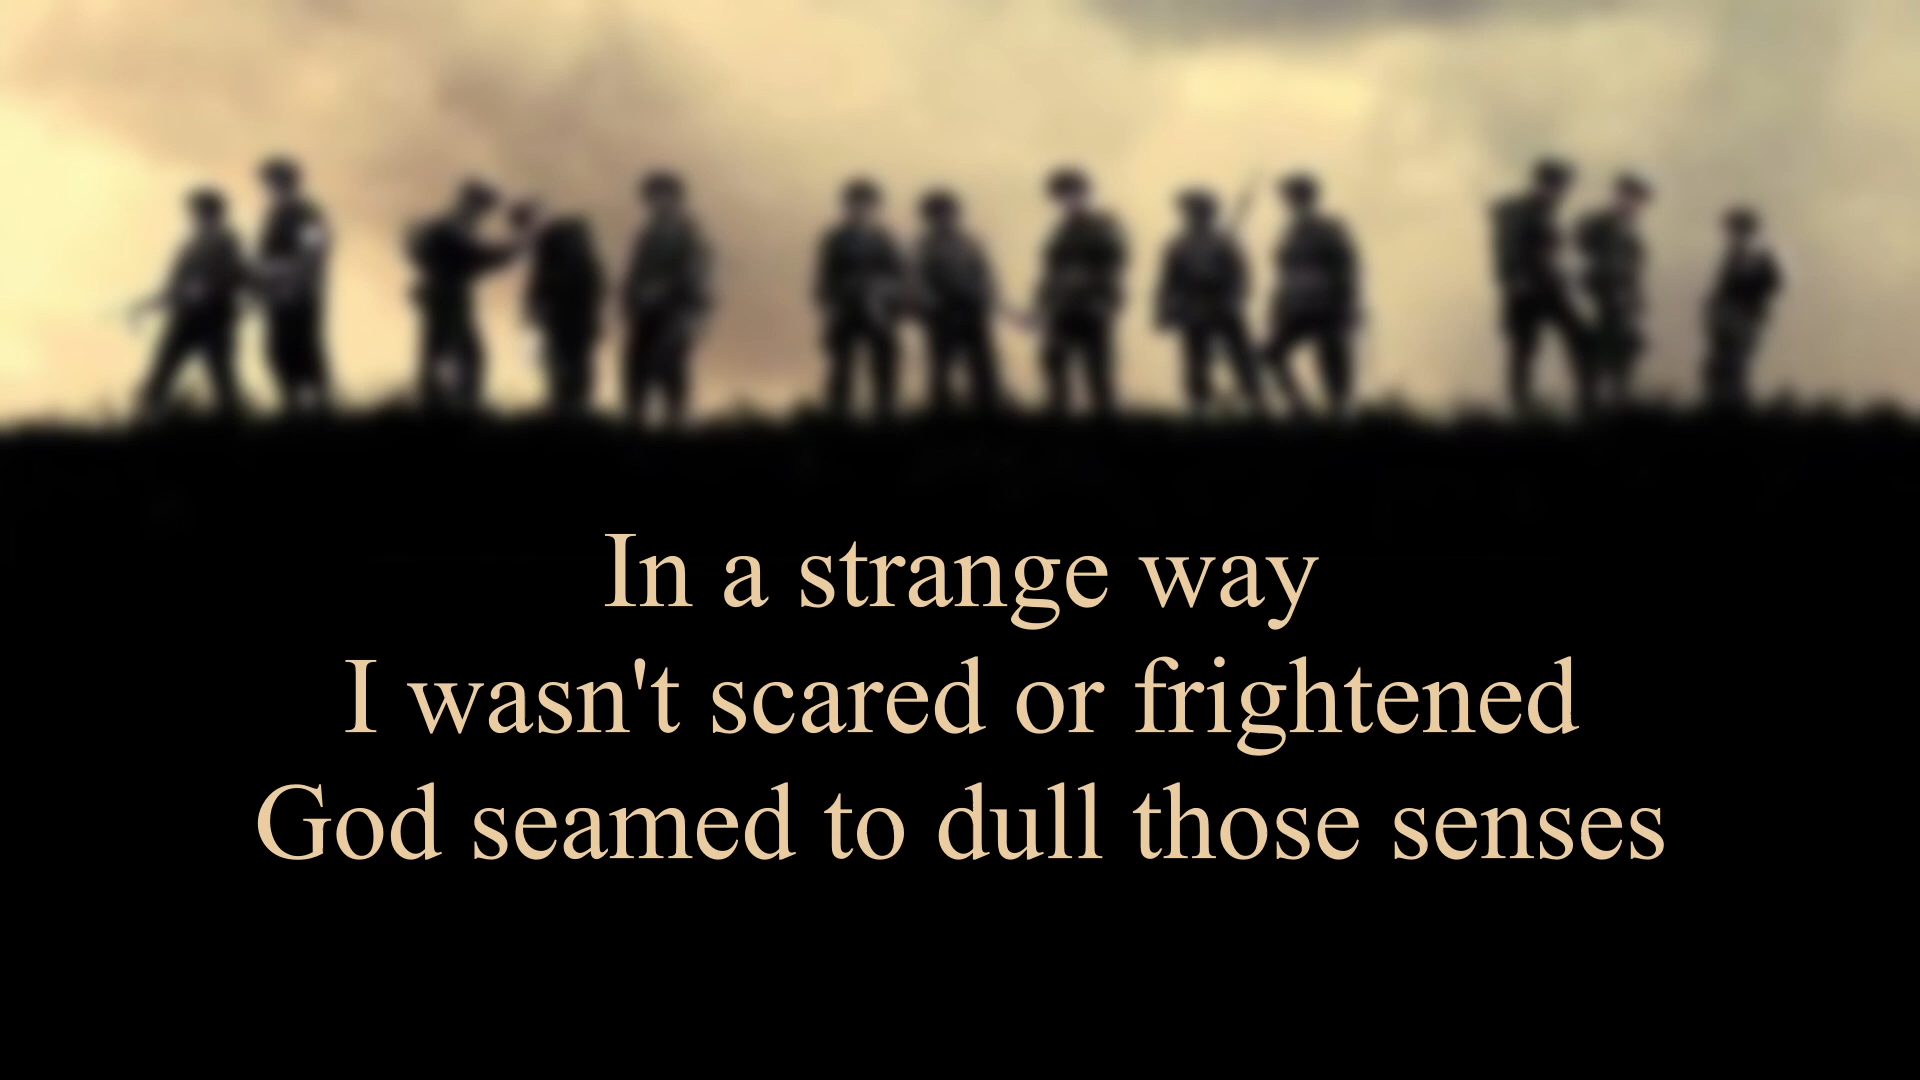 In a strange way
I wasn't scared or frightened
God seamed to dull those senses